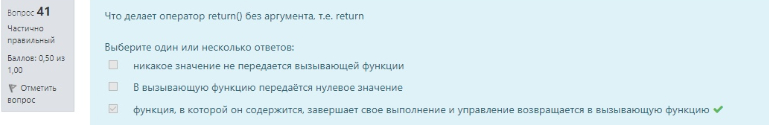 Вопрос 41
Частично
правильный
Баллов: 0,50 из
1,00
Отметить
вопрос
Что делает оператор return() без аргумента, т.е. return
Выберите один или несколько ответов:
никакое значение не передается вызывающей функции
В вызывающую функцию передаётся нулевое значение
функция, в которой он содержится, завершает свое выполнение и управление возвращается в вызывающую функцию